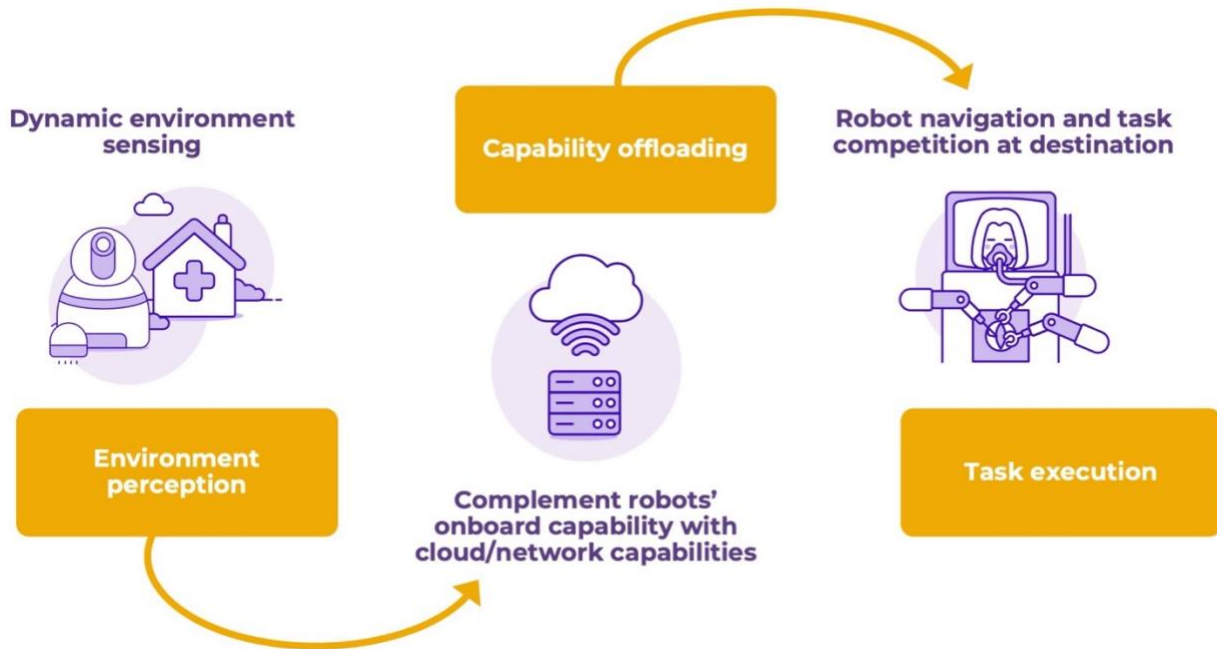 Dynamic environment
sensing
Environment
perception
Capability offloading
Complement robots’
onboard capability with
cloud/network capabilities
Robot navigation and task
competition at destination
Task execution